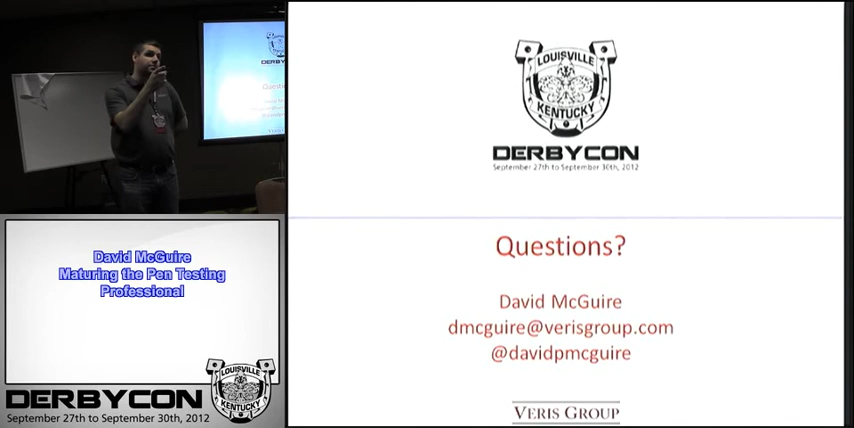 LOUISVILLE
KENTUCKY
DERBYCON
September 27th to September 30th, 2012
Questions?
David McGuire
dmcguire@verisgroup.com
@davidpmcguire
VERIS GROUP
David McGuire
Maturing the Pen Testing
Professional
LOUISVILLE
KENTUCKY
DERBYCON
September 27th to September 30th, 2012